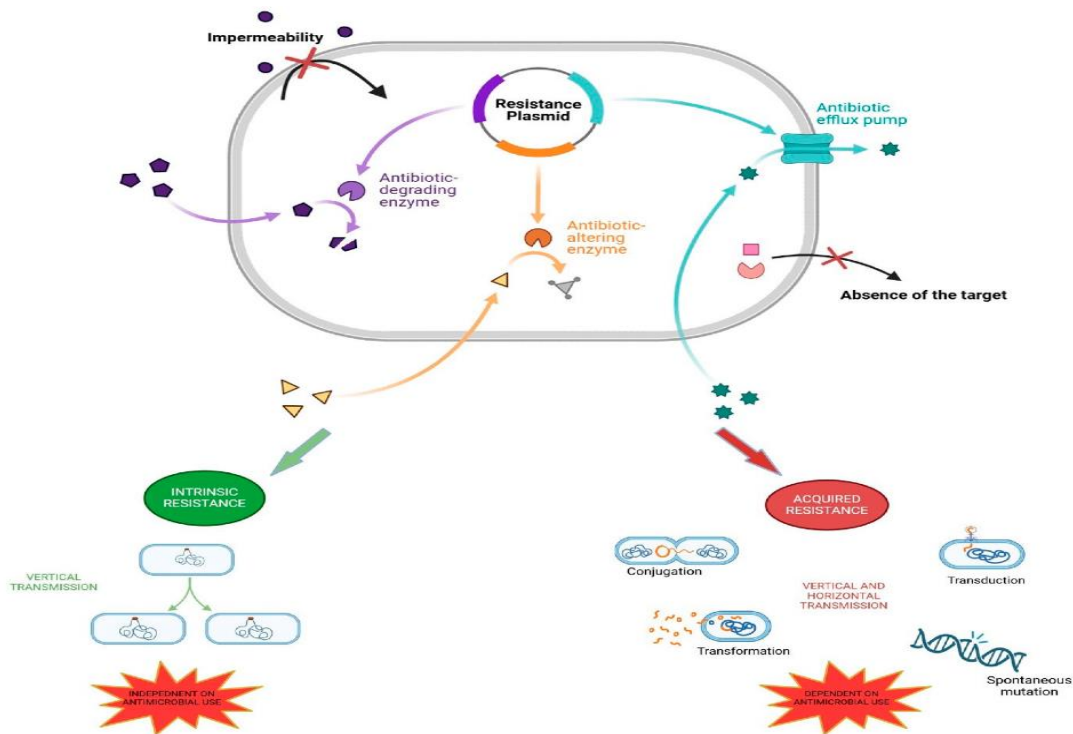 Impermeability
Resistance
Plasmid
Antibiotic
efflux pump
Antibiotic-
degrading
enzyme
Antibiotic-
altering
enzyme
Absence of the target
INTRINSIC
RESISTANCE
ACQUIRED
RESISTANCE
VERTICAL
TRANSMISSION
Conjugation
Transduction
VERTICAL AND
HORIZONTAL
TRANSMISSION
Transformation
Spontaneous
mutation
INDEPEDNENT ON
ANTIMICROBIAL USE
DEPENDENT ON
ANTIMICROBIAL USE